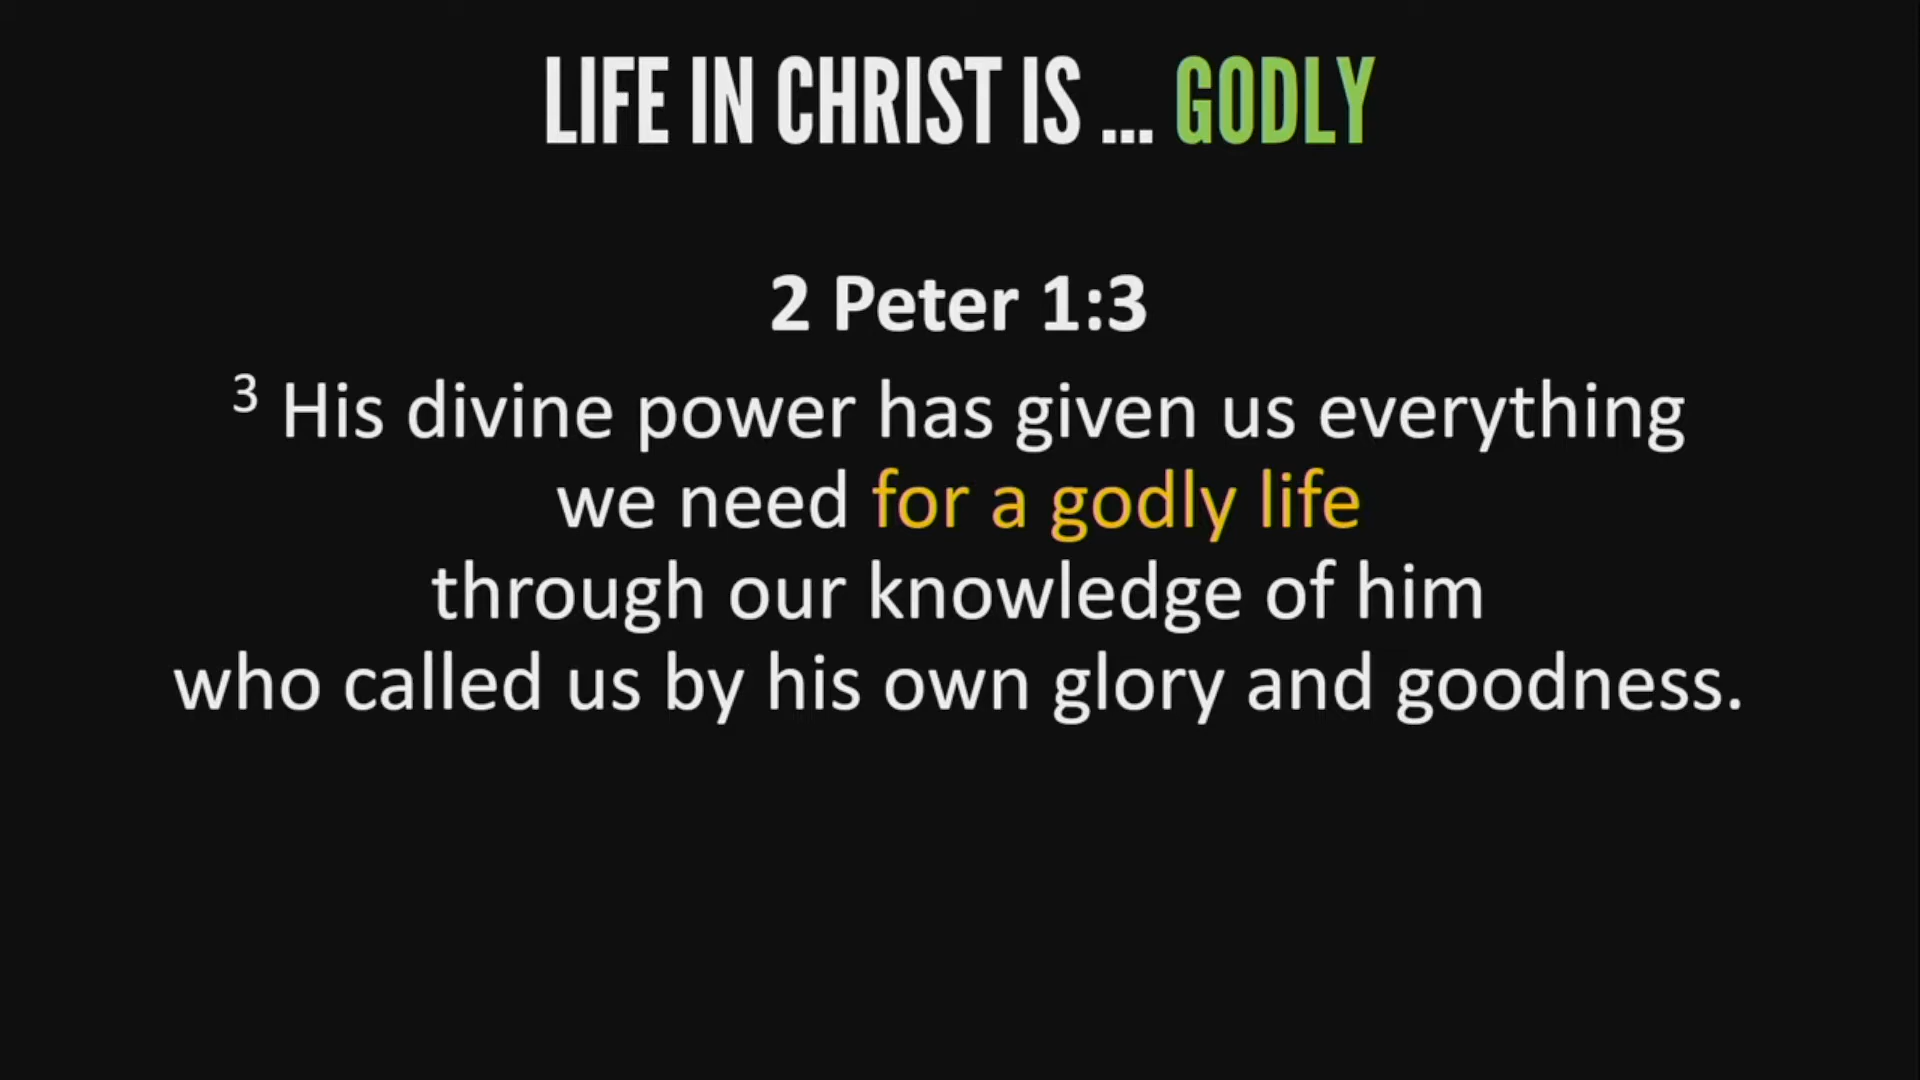 LIFE IN CHRIST IS ... GODLY
2 Peter 1:3
3 His divine power has given us everything
we need for a godly life
through our knowledge of him
who called us by his own glory and goodness.